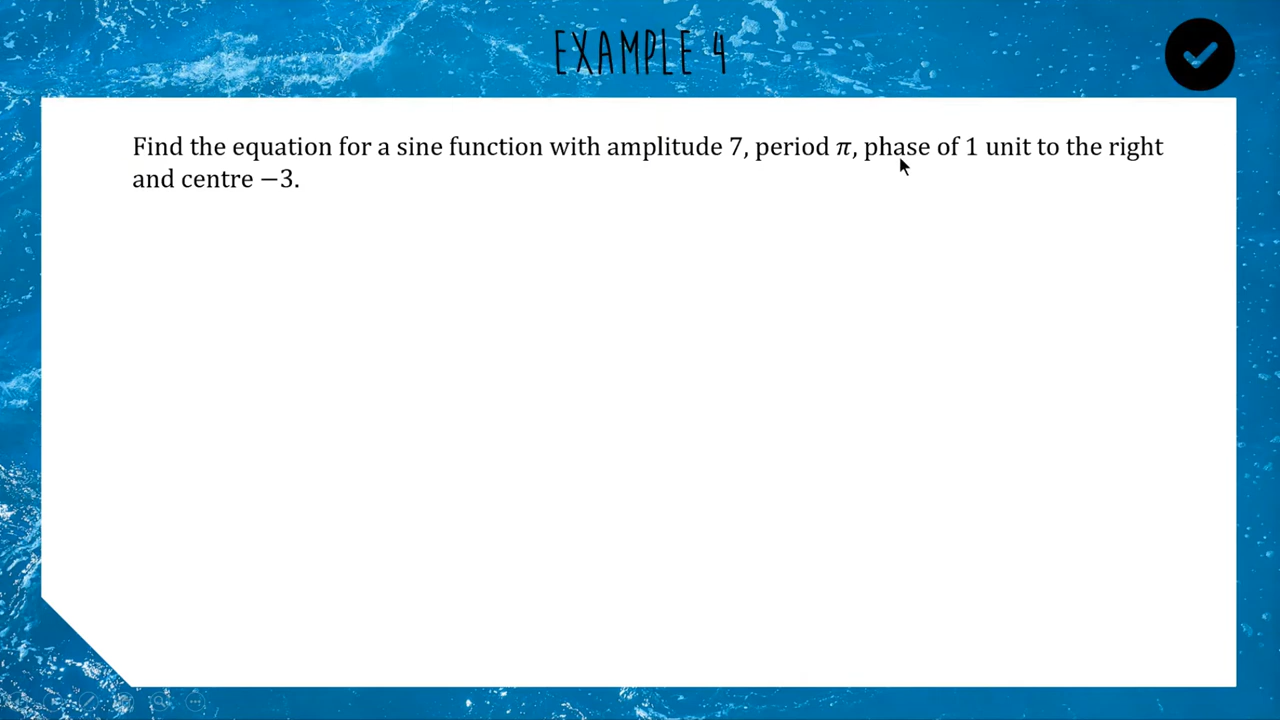 EXAMPLE 4
Find the equation for a sine function with amplitude 7, period π, phase of 1 unit to the right
and centre −3.